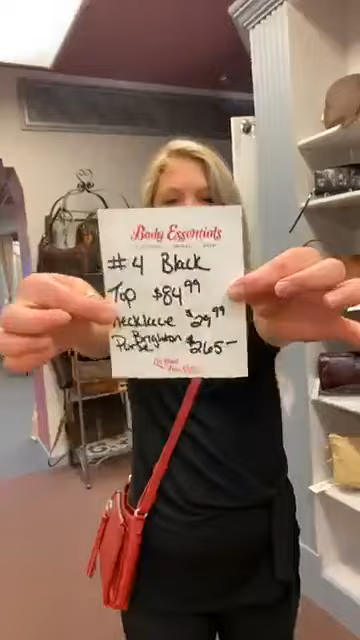 Body Essentials
#4 Black
Top $84.99
Necklace $29.99
Brighton
Purse $265-